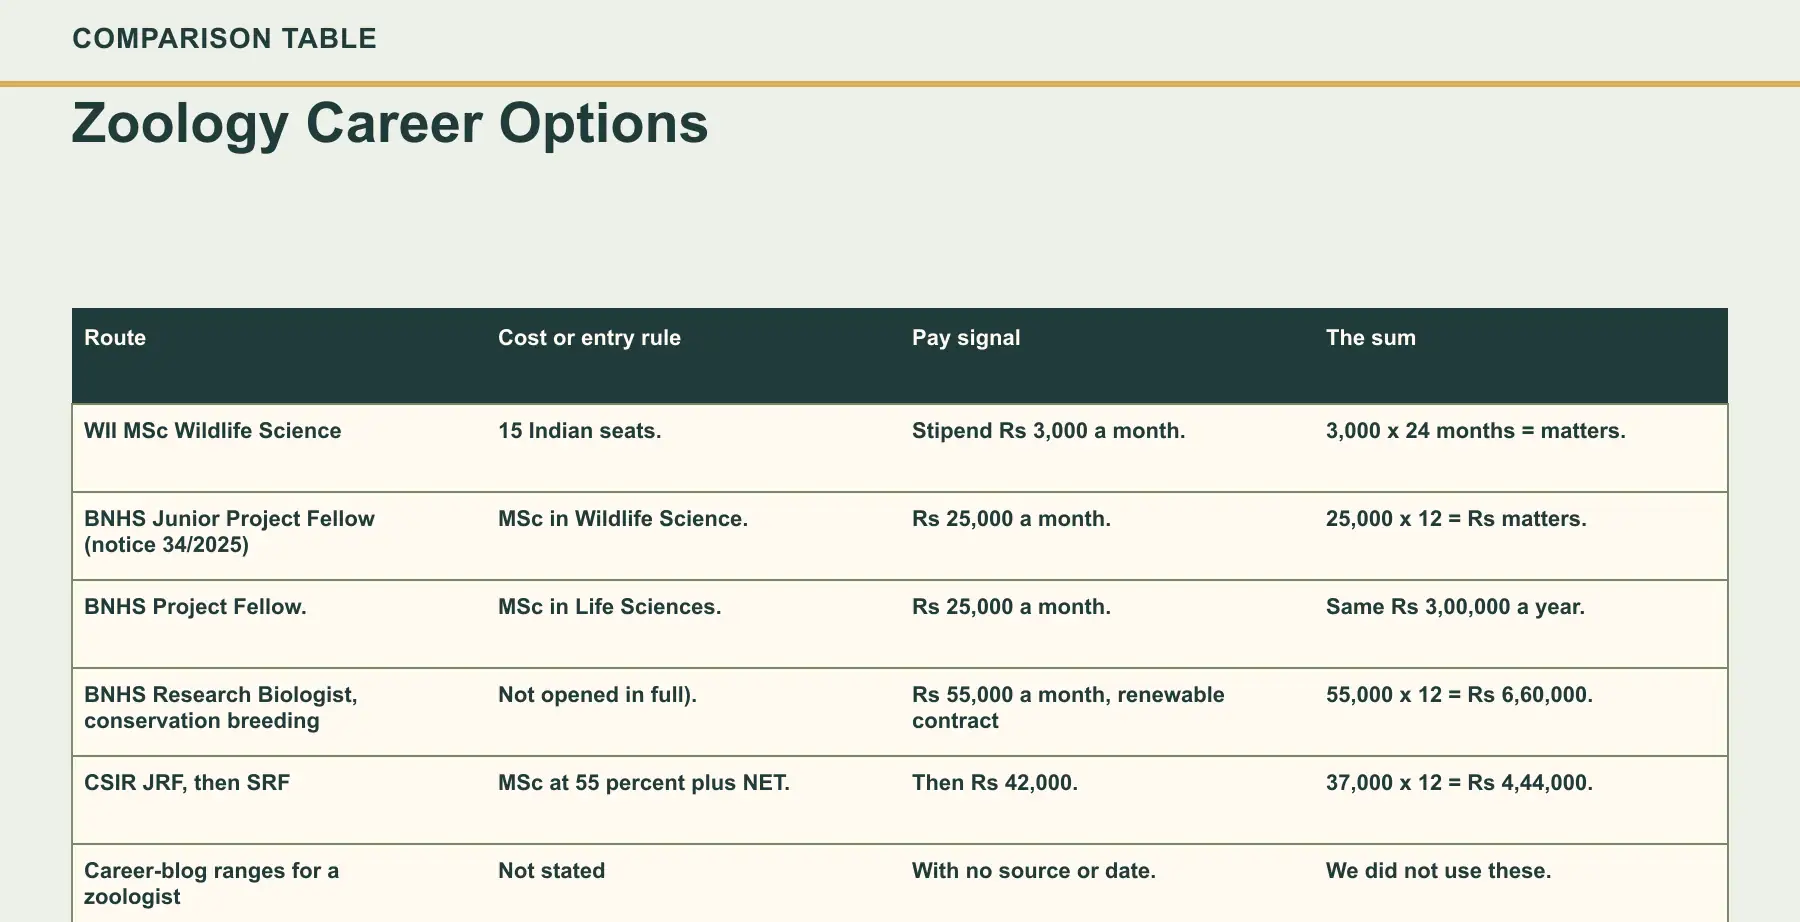 COMPARISON TABLE
Zoology Career Options
Route Cost or entry rule Pay signal The sum
WII MSc Wildlife Science 15 Indian seats. Stipend Rs 3,000 a month. 3,000 x 24 months = matters.
BNHS Junior Project Fellow MSc in Wildlife Science. Rs 25,000 a month. 25,000 x 12 = Rs matters.
(notice 34/2025)
BNHS Project Fellow. MSc in Life Sciences. Rs 25,000 a month. Same Rs 3,00,000 a year.
BNHS Research Biologist, Not opened in full). Rs 55,000 a month, renewable 55,000 x 12 = Rs 6,60,000.
conservation breeding contract
CSIR JRF, then SRF MSc at 55 percent plus NET. Then Rs 42,000. 37,000 x 12 = Rs 4,44,000.
Career-blog ranges for a Not stated With no source or date. We did not use these.
zoologist